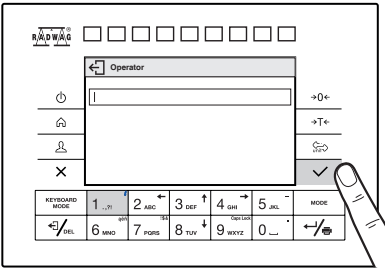 RADWAG®
Operator
→0←
→T←
KEYBOARD MODE
1 .,?!
2 ABC
3 DEF ↑
4 GHI →
5 JKL -
MODE
DEL
6 MNO
7 PQRS
8 TUV ↓
9 WXYZ Caps Lock
0